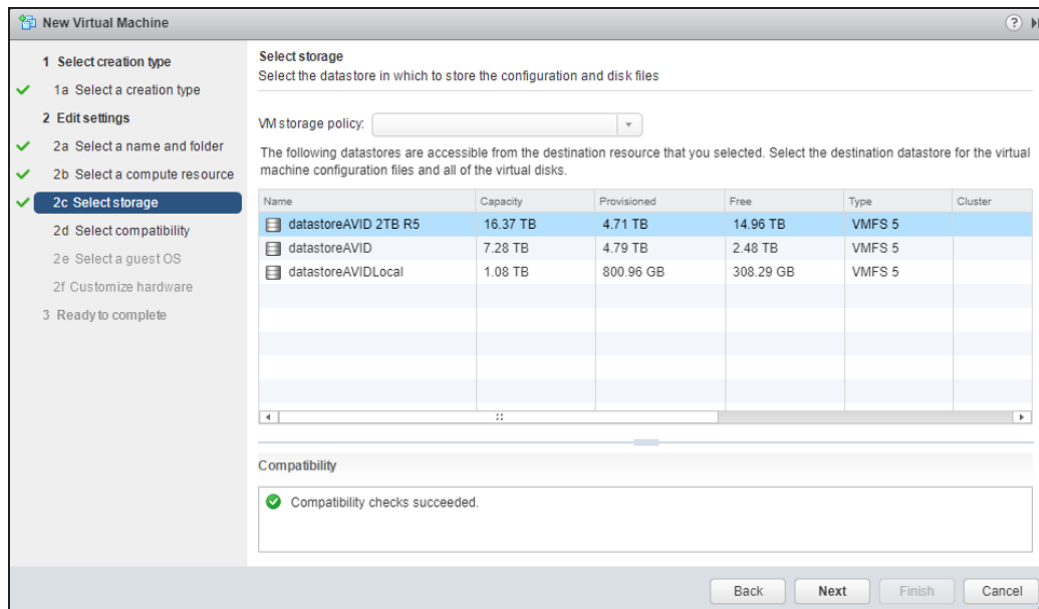 New Virtual Machine
?
1 Select creation type
1a Select a creation type
2 Edit settings
2a Select a name and folder
2b Select a compute resource
2c Select storage
2d Select compatibility
2e Select a guest OS
2f Customize hardware
3 Ready to complete
Select storage
Select the datastore in which to store the configuration and disk files
VM storage policy:
The following datastores are accessible from the destination resource that you selected. Select the destination datastore for the virtual
machine configuration files and all of the virtual disks.
Name Capacity Provisioned Free Type Cluster
datastoreAVID 2TB R5 16.37 TB 4.71 TB 14.96 TB VMFS 5
datastoreAVID 7.28 TB 4.79 TB 2.48 TB VMFS 5
datastoreAVIDLocal 1.08 TB 800.96 GB 308.29 GB VMFS 5
Compatibility
Compatibility checks succeeded.
Back Next Finish Cancel